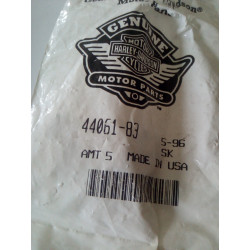 GENUINE
MOTOR
HARLEY-DAVIDSON
CYCLES
MOTOR PARTS
44061-83
S-96
SK
AMT 5 MADE IN USA